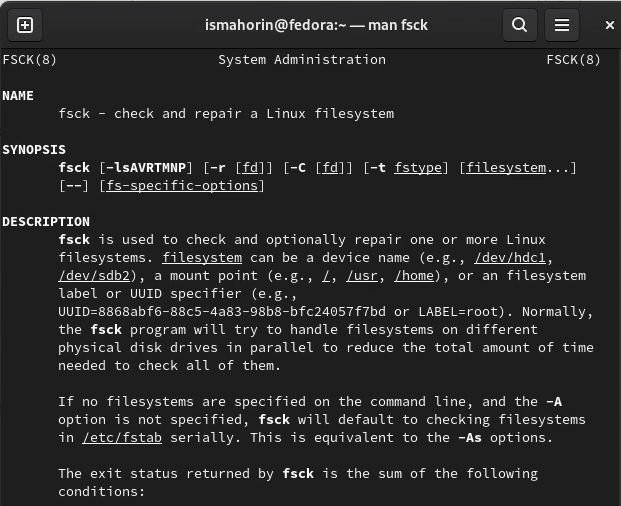 ismahorin@fedora:~ — man fsck
FSCK(8) System Administration FSCK(8)
NAME
fsck - check and repair a Linux filesystem
SYNOPSIS
fsck [-lsAVRTMNP] [-r [fd]] [-C [fd]] [-t fstype] [filesystem...]
[--] [fs-specific-options]
DESCRIPTION
fsck is used to check and optionally repair one or more Linux
filesystems. filesystem can be a device name (e.g., /dev/hdc1,
/dev/sdb2), a mount point (e.g., /, /usr, /home), or an filesystem
label or UUID specifier (e.g.,
UUID=8868abf6-88c5-4a83-98b8-bfc24057f7bd or LABEL=root). Normally,
the fsck program will try to handle filesystems on different
physical disk drives in parallel to reduce the total amount of time
needed to check all of them.
If no filesystems are specified on the command line, and the -A
option is not specified, fsck will default to checking filesystems
in /etc/fstab serially. This is equivalent to the -As options.
The exit status returned by fsck is the sum of the following
conditions: